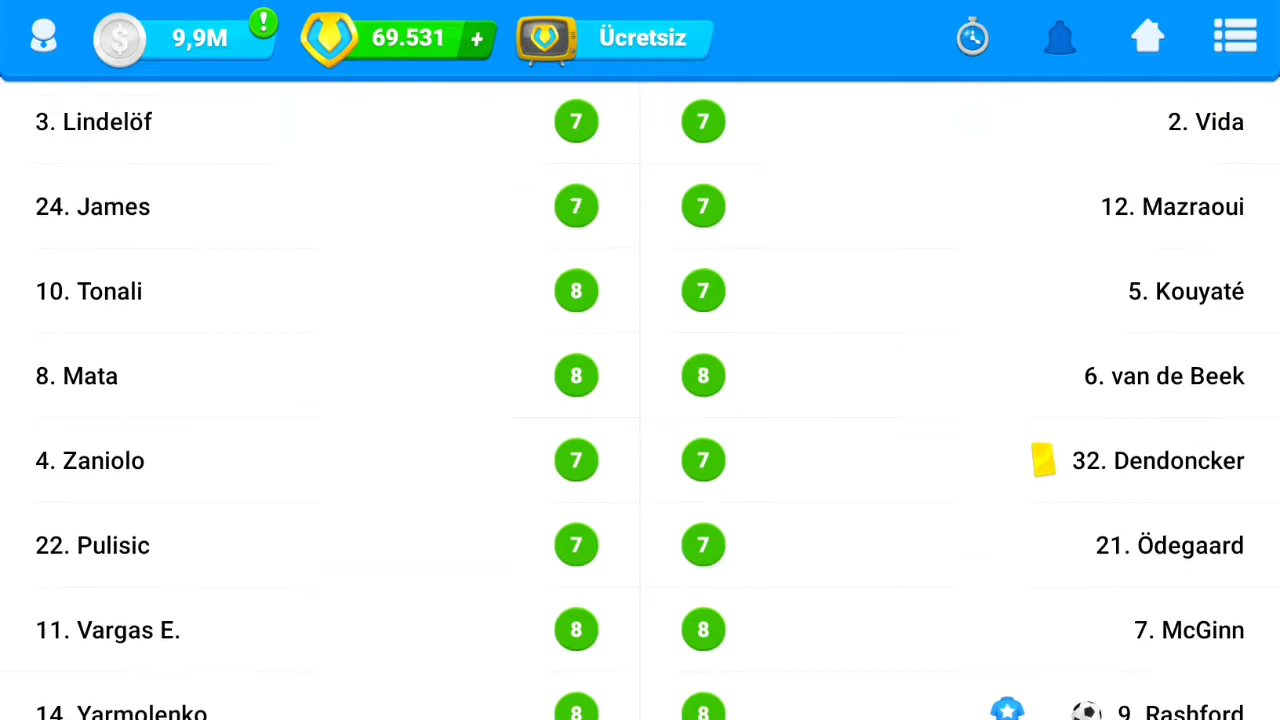 9,9M ! 69.531 + Ücretsiz
3. Lindelöf 7 7 2. Vida
24. James 7 7 12. Mazraoui
10. Tonali 8 7 5. Kouyaté
8. Mata 8 8 6. van de Beek
4. Zaniolo 7 7 32. Dendoncker
22. Pulisic 7 7 21. Ödegaard
11. Vargas E. 8 8 7. McGinn
14. Yarmolenko 8 8 9. Rashford